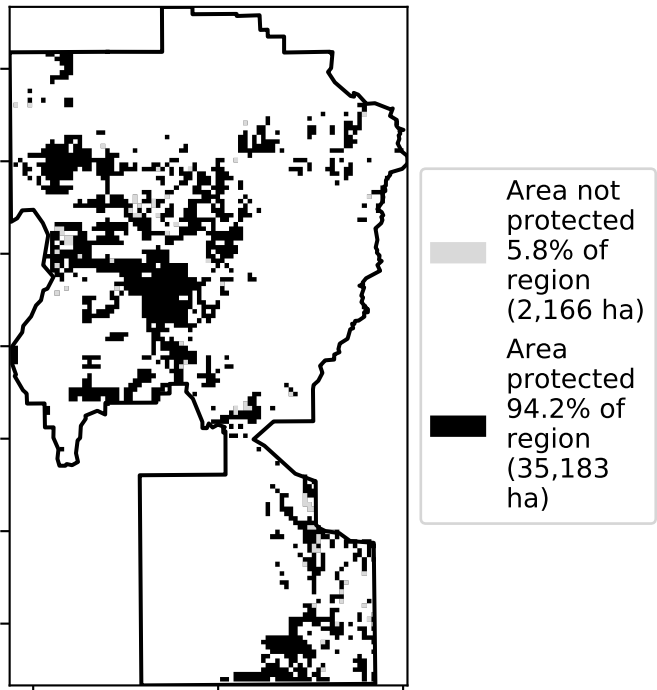 Area not
protected
5.8% of
region
(2,166 ha)
Area
protected
94.2% of
region
(35,183
ha)